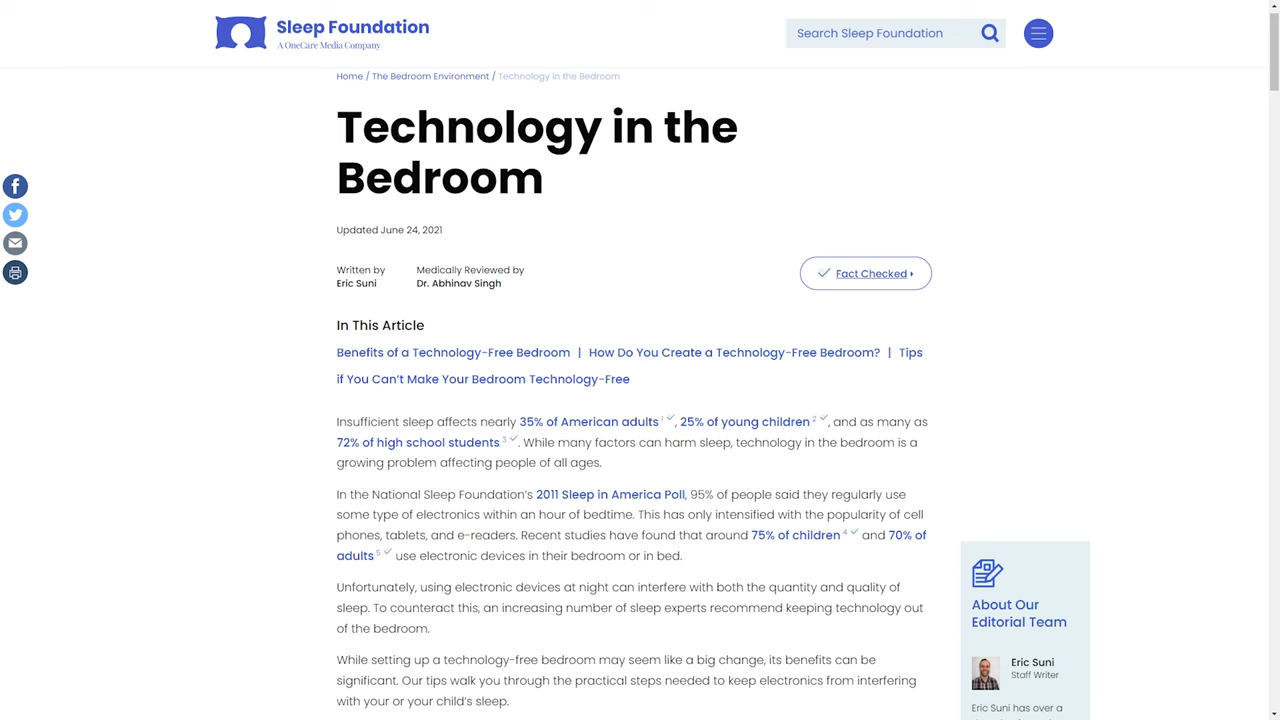 Sleep Foundation
A OneCare Media Company
Search Sleep Foundation
Home / The Bedroom Environment / Technology in the Bedroom
Technology in the
Bedroom
Updated June 24, 2021
Written by
Eric Suni
Medically Reviewed by
Dr. Abhinav Singh
Fact Checked
In This Article
Benefits of a Technology-Free Bedroom | How Do You Create a Technology-Free Bedroom? | Tips
if You Can't Make Your Bedroom Technology-Free
Insufficient sleep affects nearly 35% of American adults 1, 25% of young children 2, and as many as
72% of high school students 3. While many factors can harm sleep, technology in the bedroom is a
growing problem affecting people of all ages.
In the National Sleep Foundation's 2011 Sleep in America Poll, 95% of people said they regularly use
some type of electronics within an hour of bedtime. This has only intensified with the popularity of cell
phones, tablets, and e-readers. Recent studies have found that around 75% of children 4 and 70% of
adults 5 use electronic devices in their bedroom or in bed.
Unfortunately, using electronic devices at night can interfere with both the quantity and quality of
sleep. To counteract this, an increasing number of sleep experts recommend keeping technology out
of the bedroom.
While setting up a technology-free bedroom may seem like a big change, its benefits can be
significant. Our tips walk you through the practical steps needed to keep electronics from interfering
with your or your child's sleep.
About Our
Editorial Team
Eric Suni
Staff Writer
Eric Suni has over a